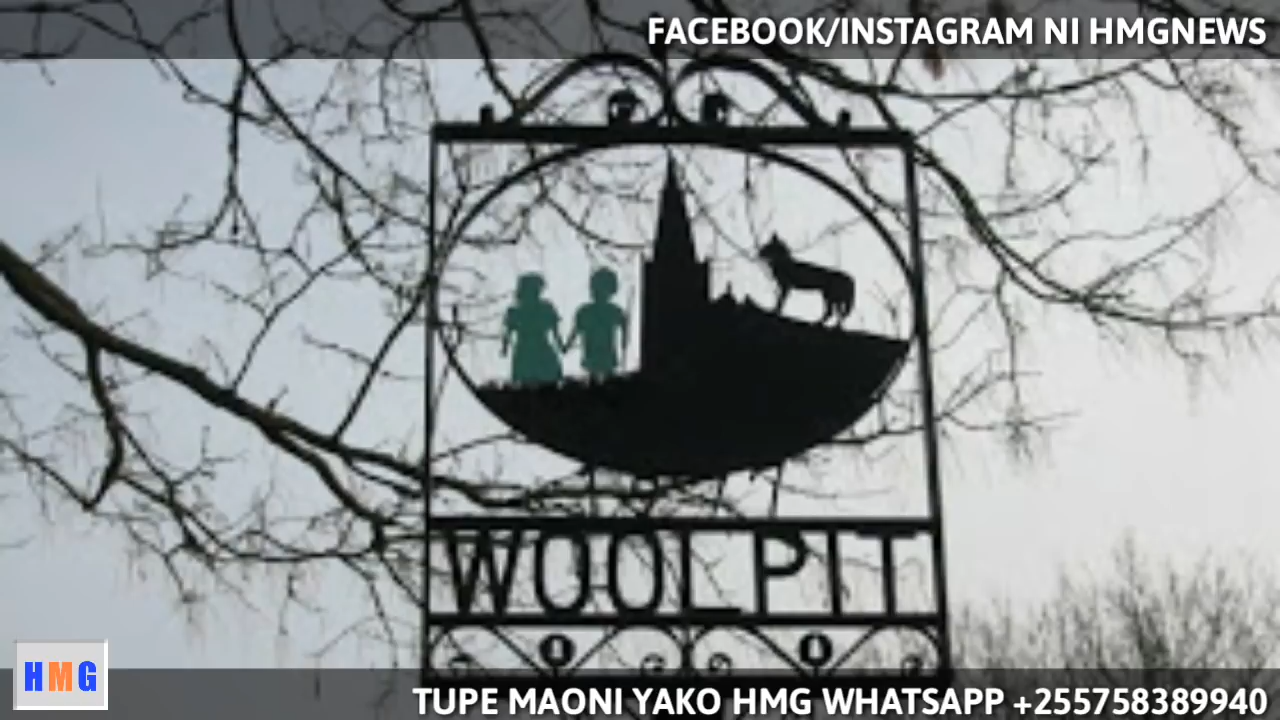 FACEBOOK/INSTAGRAM NI HMGNEWS
WOOLPIT
HMG
TUPE MAONI YAKO HMG WHATSAPP +255758389940